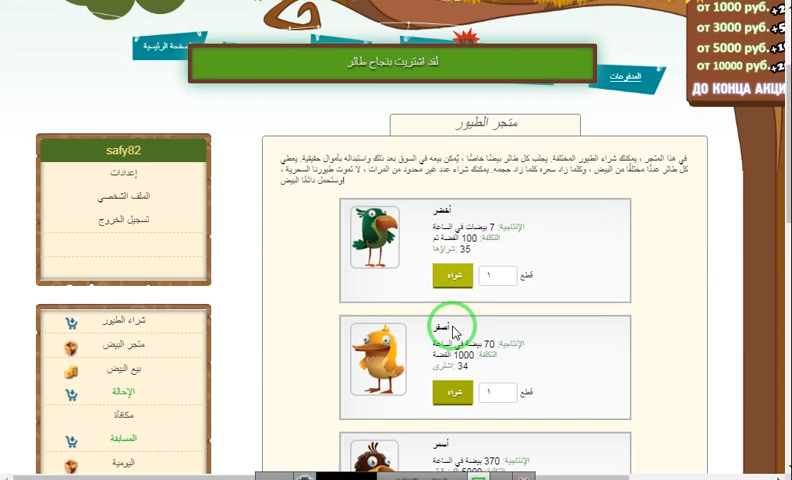 от 1000 руб.
от 3000 руб.
от 5000 руб.
от 10000 руб.
ДО КОНЦА АКЦИ
NEW
الصفحة الرئيسية
لقد اشتريت بنجاح طائر
المدفوعات
متجر الطيور
في هذا المتجر ، يمكنك شراء الطيور المختلفة. يجلب كل طائر بيضًا خاصًا ، يُمكن بيعه في السوق بعد ذلك واستبداله بأموال حقيقية. يعطي
كل طائر عددًا مختلفًا من البيض ، وكلما زاد سعره كلما زاد حجمه. يمكنك شراء عدد غير محدود من المرات ، لا تموت طيورنا السحرية ،
وستحمل دائمًا البيض!
safy82
إعدادات
الملف الشخصي
تسجيل الخروج
شراء الطيور
متجر البيض
بيع البيض
الإحالة
مكافأة
المسابقة
اليومية
أخضر
الإنتاجية: 7 بيضات في الساعة
التكلفة: 100 الفضة تم
شراؤها: 35
قطع ١ شراء
أصفر
الإنتاجية: 70 بيضة في الساعة
التكلفة: 1000 الفضة
اشترى: 34
قطع ١ شراء
أسمر
الإنتاجية: 370 بيضة في الساعة